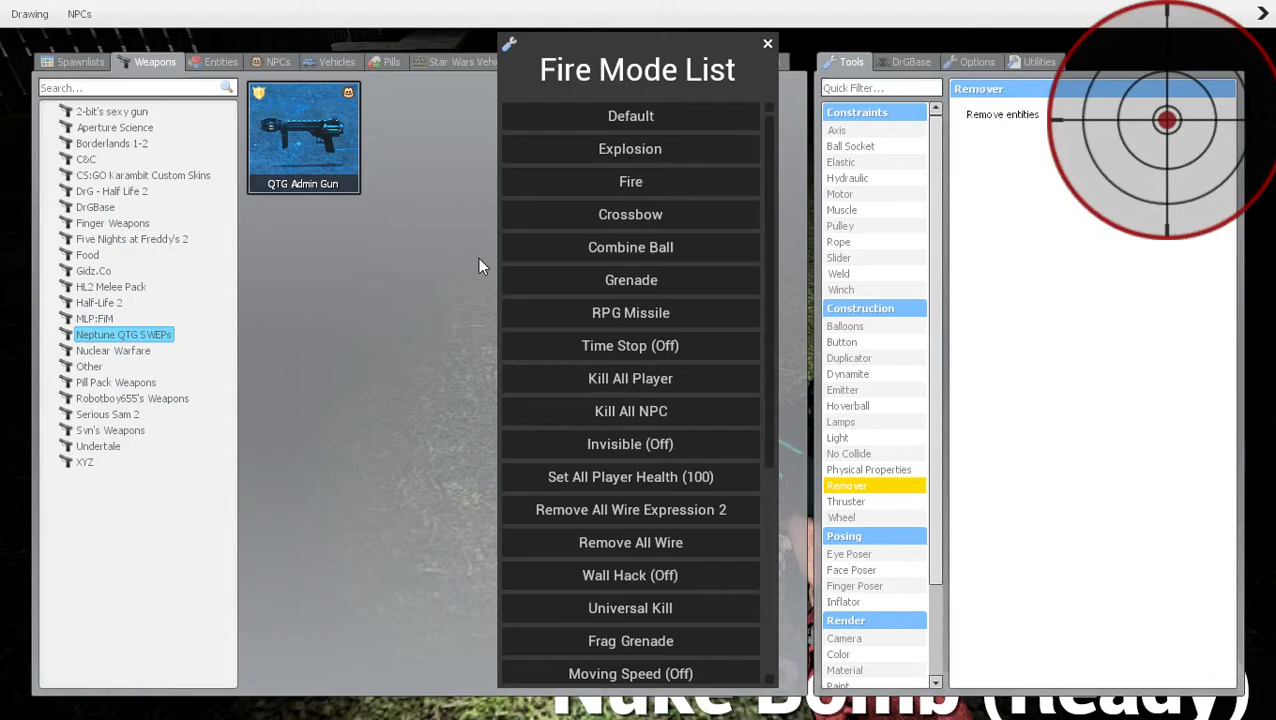 Drawing NPCs
Spawnlists Weapons Entities NPCs Vehicles Pills Star Wars Vehi
Search...
2-bit's sexy gun
Aperture Science
Borderlands 1-2
C&C
CS:GO Karambit Custom Skins
DrG - Half Life 2
DrGBase
Finger Weapons
Five Nights at Freddy's 2
Food
Gidz.Co
HL2 Melee Pack
Half-Life 2
MLP:FiM
Neptune QTG SWEPs
Nuclear Warfare
Other
Pill Pack Weapons
Robotboy655's Weapons
Serious Sam 2
Svn's Weapons
Undertale
XYZ
QTG Admin Gun
Fire Mode List
Default
Explosion
Fire
Crossbow
Combine Ball
Grenade
RPG Missile
Time Stop (Off)
Kill All Player
Kill All NPC
Invisible (Off)
Set All Player Health (100)
Remove All Wire Expression 2
Remove All Wire
Wall Hack (Off)
Universal Kill
Frag Grenade
Moving Speed (Off)
Tools DrGBase Options Utilities
Quick Filter...
Constraints
Axis
Ball Socket
Elastic
Hydraulic
Motor
Muscle
Pulley
Rope
Slider
Weld
Winch
Construction
Balloons
Button
Duplicator
Dynamite
Emitter
Hoverball
Lamps
Light
No Collide
Physical Properties
Remover
Thruster
Wheel
Posing
Eye Poser
Face Poser
Finger Poser
Inflator
Render
Camera
Color
Material
Paint
Remover
Remove entities
Nuke Bomb (Ready)